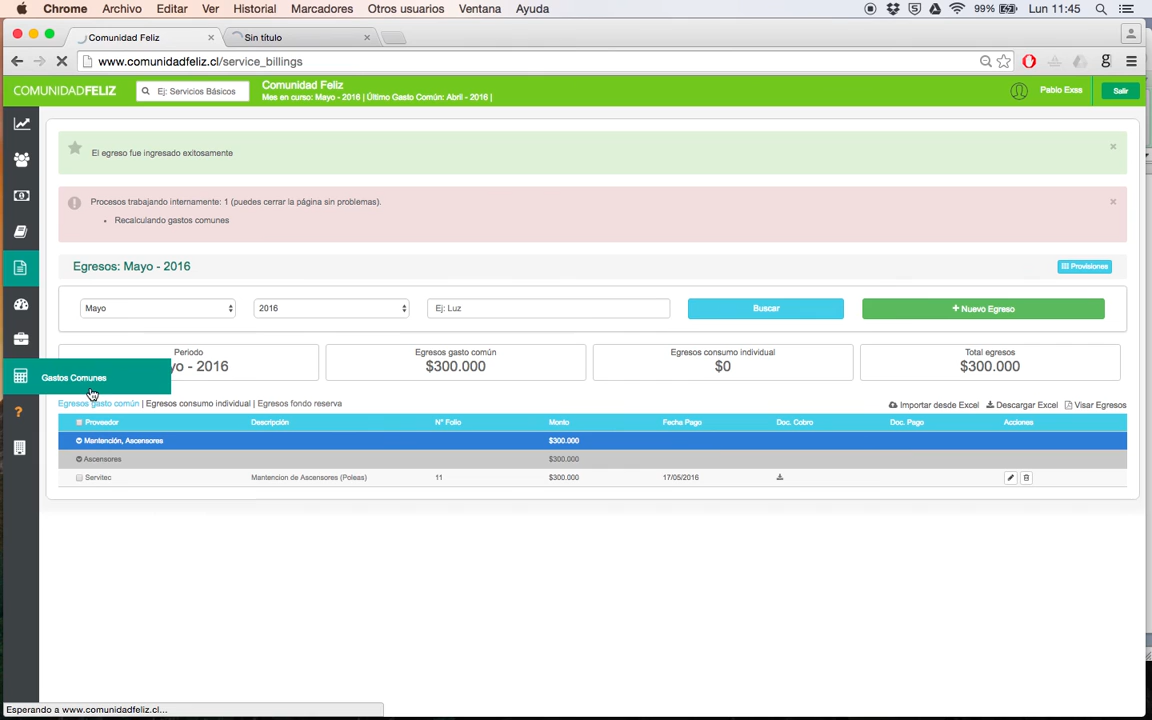 Chrome Archivo Editar Ver Historial Marcadores Otros usuarios Ventana Ayuda 99% Lun 11:45
Comunidad Feliz Sin título
www.comunidadfeliz.cl/service_billings
COMUNIDADFELIZ Ej: Servicios Básicos Comunidad Feliz Pablo Exss Salir
Mes en curso: Mayo - 2016 | Último Gasto Común: Abril - 2016 |
El egreso fue ingresado exitosamente
Procesos trabajando internamente: 1 (puedes cerrar la página sin problemas).
• Recalculando gastos comunes
Egresos: Mayo - 2016 Provisiones
Mayo 2016 Ej: Luz Buscar + Nuevo Egreso
Periodo Egresos gasto común Egresos consumo individual Total egresos
yo - 2016 $300.000 $0 $300.000
Gastos Comunes
Egresos gasto común | Egresos consumo individual | Egresos fondo reserva Importar desde Excel Descargar Excel Visar Egresos
Proveedor Descripción N° Folio Monto Fecha Pago Doc. Cobro Doc. Pago Acciones
Mantención, Ascensores $300.000
Ascensores $300.000
Servitec Mantencion de Ascensores (Poleas) 11 $300.000 17/05/2016
?
Esperando a www.comunidadfeliz.cl...